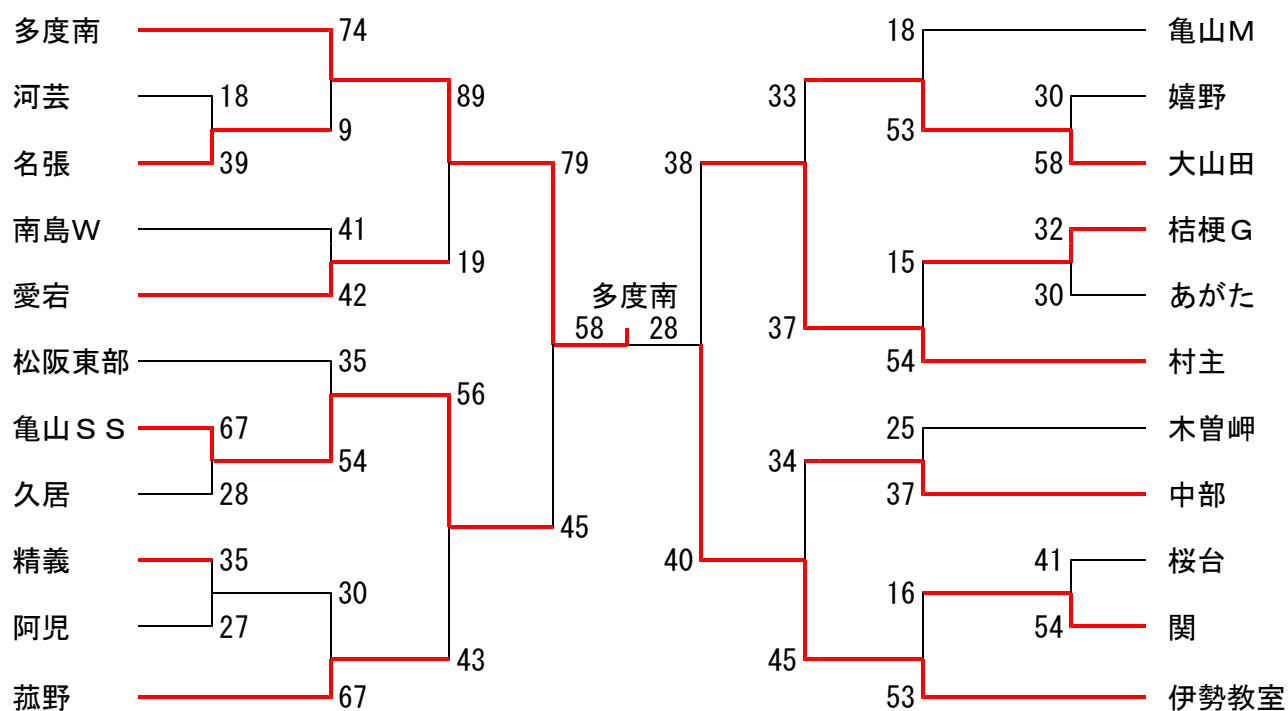 多度南 74 18 亀山Ｍ
河芸 18 89 33 30 嬉野
9 53
名張 39 79 38 58 大山田
南島Ｗ 41 32 桔梗Ｇ
19 15
愛宕 42 多度南 30 あがた
58 28 37
松阪東部 35 54 村主
56
亀山ＳＳ 67 25 木曽岬
54 34
久居 28 37 中部
45
精義 35 40 41 桜台
30 16
阿児 27 54 関
43 45
菰野 67 53 伊勢教室